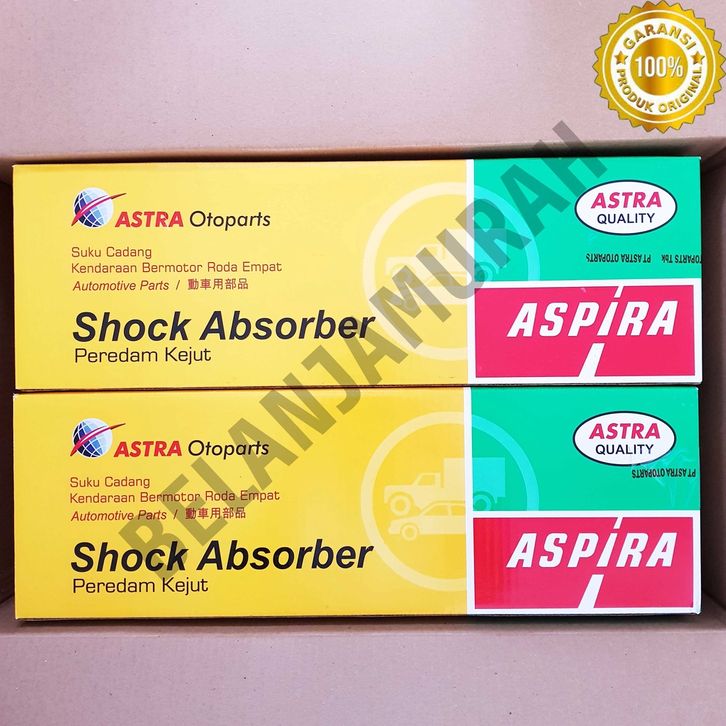 GARANSI
100%
PRODUK ORIGINAL
ASTRA Otoparts
Suku Cadang
Kendaraan Bermotor Roda Empat
Automotive Parts / 動車用部品
Shock Absorber
Peredam Kejut
ASTRA
QUALITY
PT ASTRA OTOPARTS Tbk
OTOPARTS Tbk
ASPIRA
ASTRA Otoparts
Suku Cadang
Kendaraan Bermotor Roda Empat
Automotive Parts / 動車用部品
Shock Absorber
Peredam Kejut
ASTRA
QUALITY
PT ASTRA OTOPARTS
ASPIRA
BELANJAMURAH